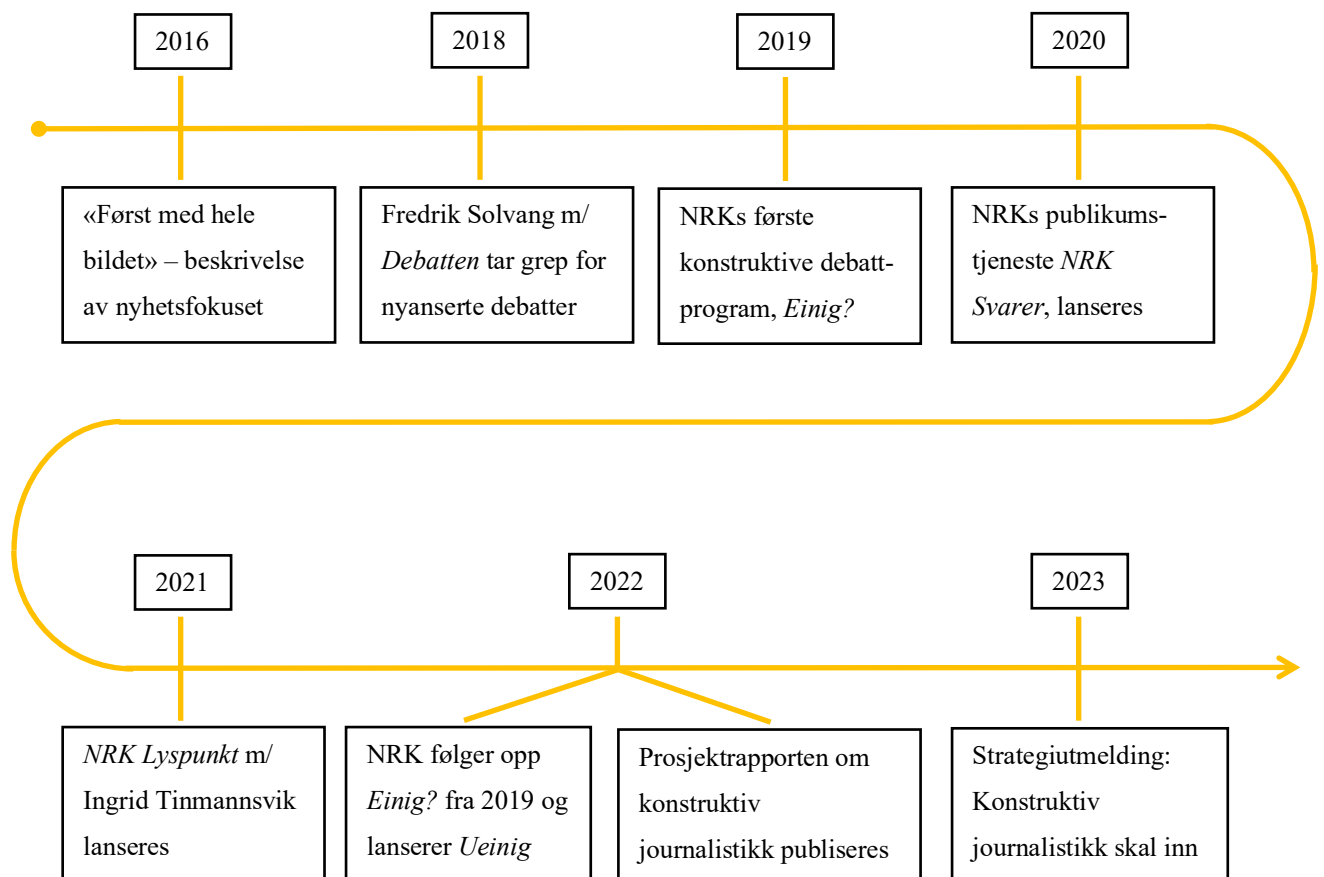 2016
2018
2019
2020
«Først med hele
bildet» – beskrivelse
av nyhetsfokuset
Fredrik Solvang m/
Debatten tar grep for
nyanserte debatter
NRKs første
konstruktive debatt-
program, Einig?
NRKs publikums-
tjeneste NRK
Svarer, lanseres
2021
2022
2023
NRK Lyspunkt m/
Ingrid Tinmannsvik
lanseres
NRK følger opp
Einig? fra 2019 og
lanserer Ueinig
Prosjektrapporten om
konstruktiv
journalistikk publiseres
Strategiutmelding:
Konstruktiv
journalistikk skal inn